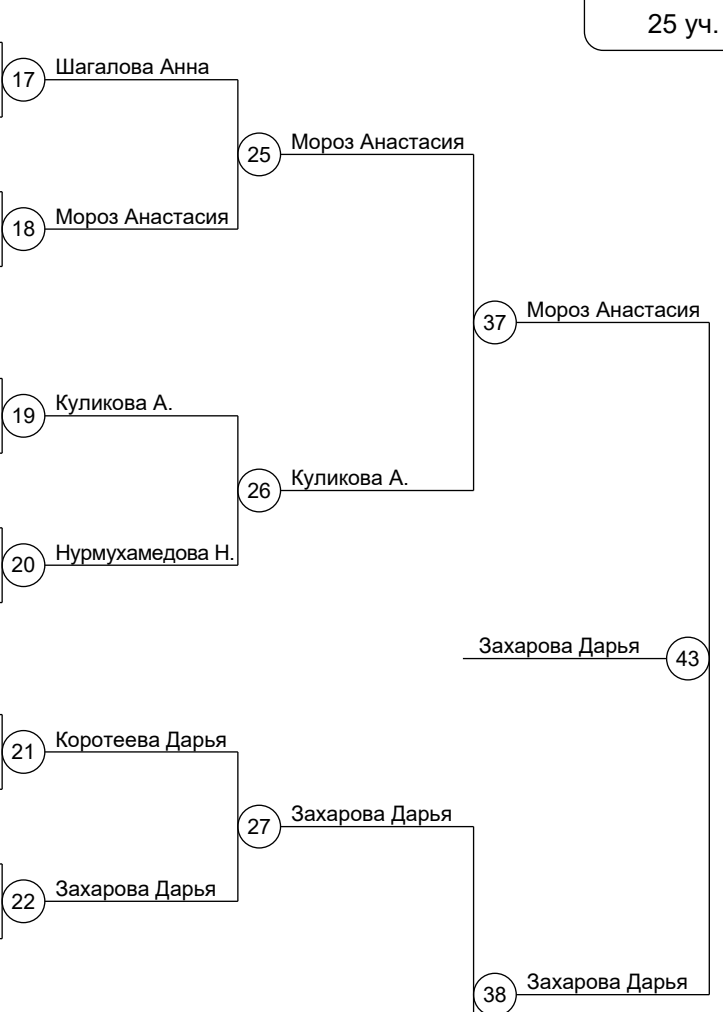 25 уч.
17 Шагалова Анна
25 Мороз Анастасия
18 Мороз Анастасия
37 Мороз Анастасия
19 Куликова А.
26 Куликова А.
20 Нурмухамедова Н.
Захарова Дарья 43
21 Коротеева Дарья
27 Захарова Дарья
22 Захарова Дарья
38 Захарова Дарья